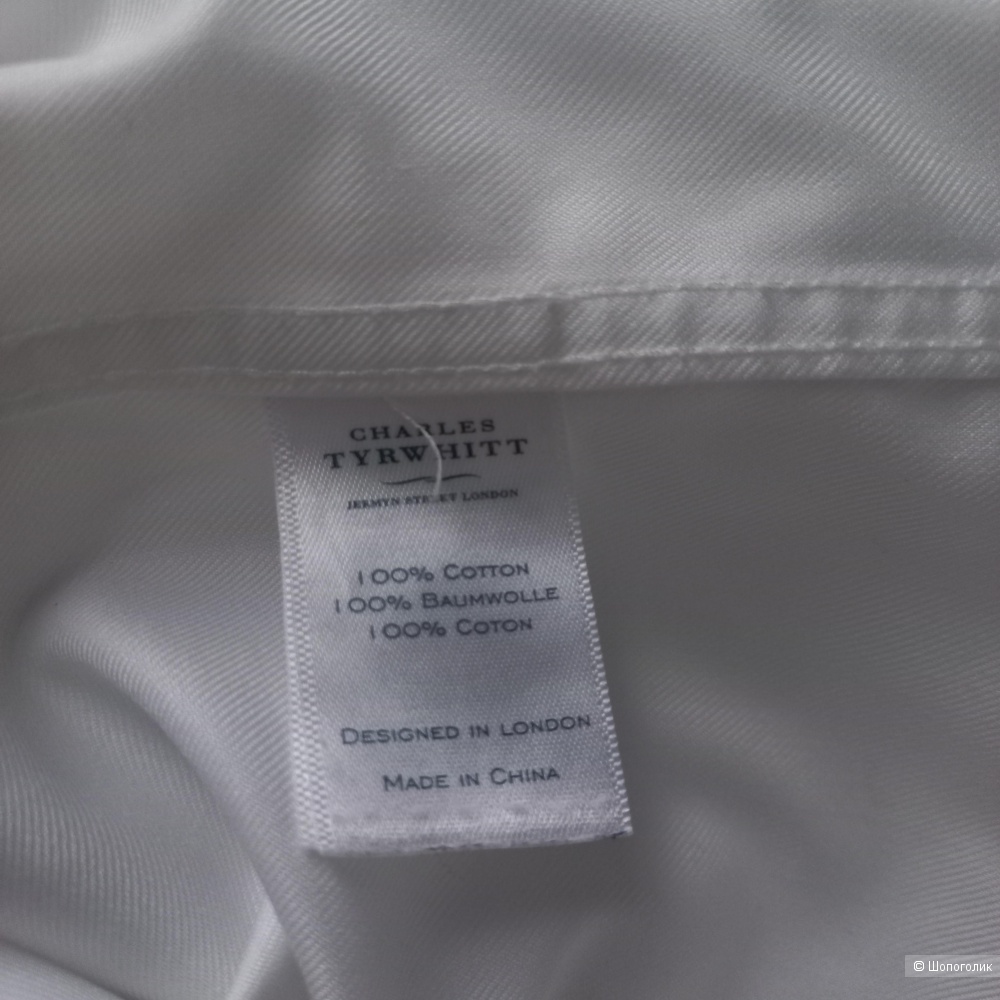 CHARLES
TYRWHITT
JERMYN STREET LONDON
100% COTTON
100% BAUMWOLLE
100% COTON
DESIGNED IN LONDON
MADE IN CHINA
© Шопоголик